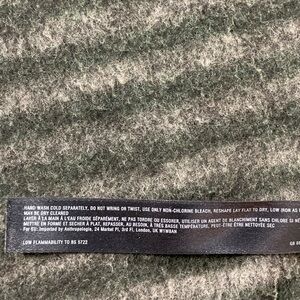 HAND WASH COLD SEPARATELY, DO NOT WRING OR TWIST, USE ONLY NON-CHLORINE BLEACH, RESHAPE LAY FLAT TO DRY, LOW IRON AS
MAY BE DRY CLEANED
LAVER À LA MAIN À L'EAU FROIDE SÉPARÉMENT, NE PAS TORDRE OU ESSORER, UTILISER UN AGENT DE BLANCHIMENT SANS CHLORE SI
METTRE EN FORME ET SÉCHER À PLAT, REPASSER, AU BESOIN, À TRÈS BASSE TEMPÉRATURE. PEUT-ÊTRE ÊTRE NETTOYÉE SEC
For EU: Imported by Anthropologie, 24 Market Pl, 3rd Fl, London, UK W1W8AN
LOW FLAMMABILITY TO BS 5722 GB